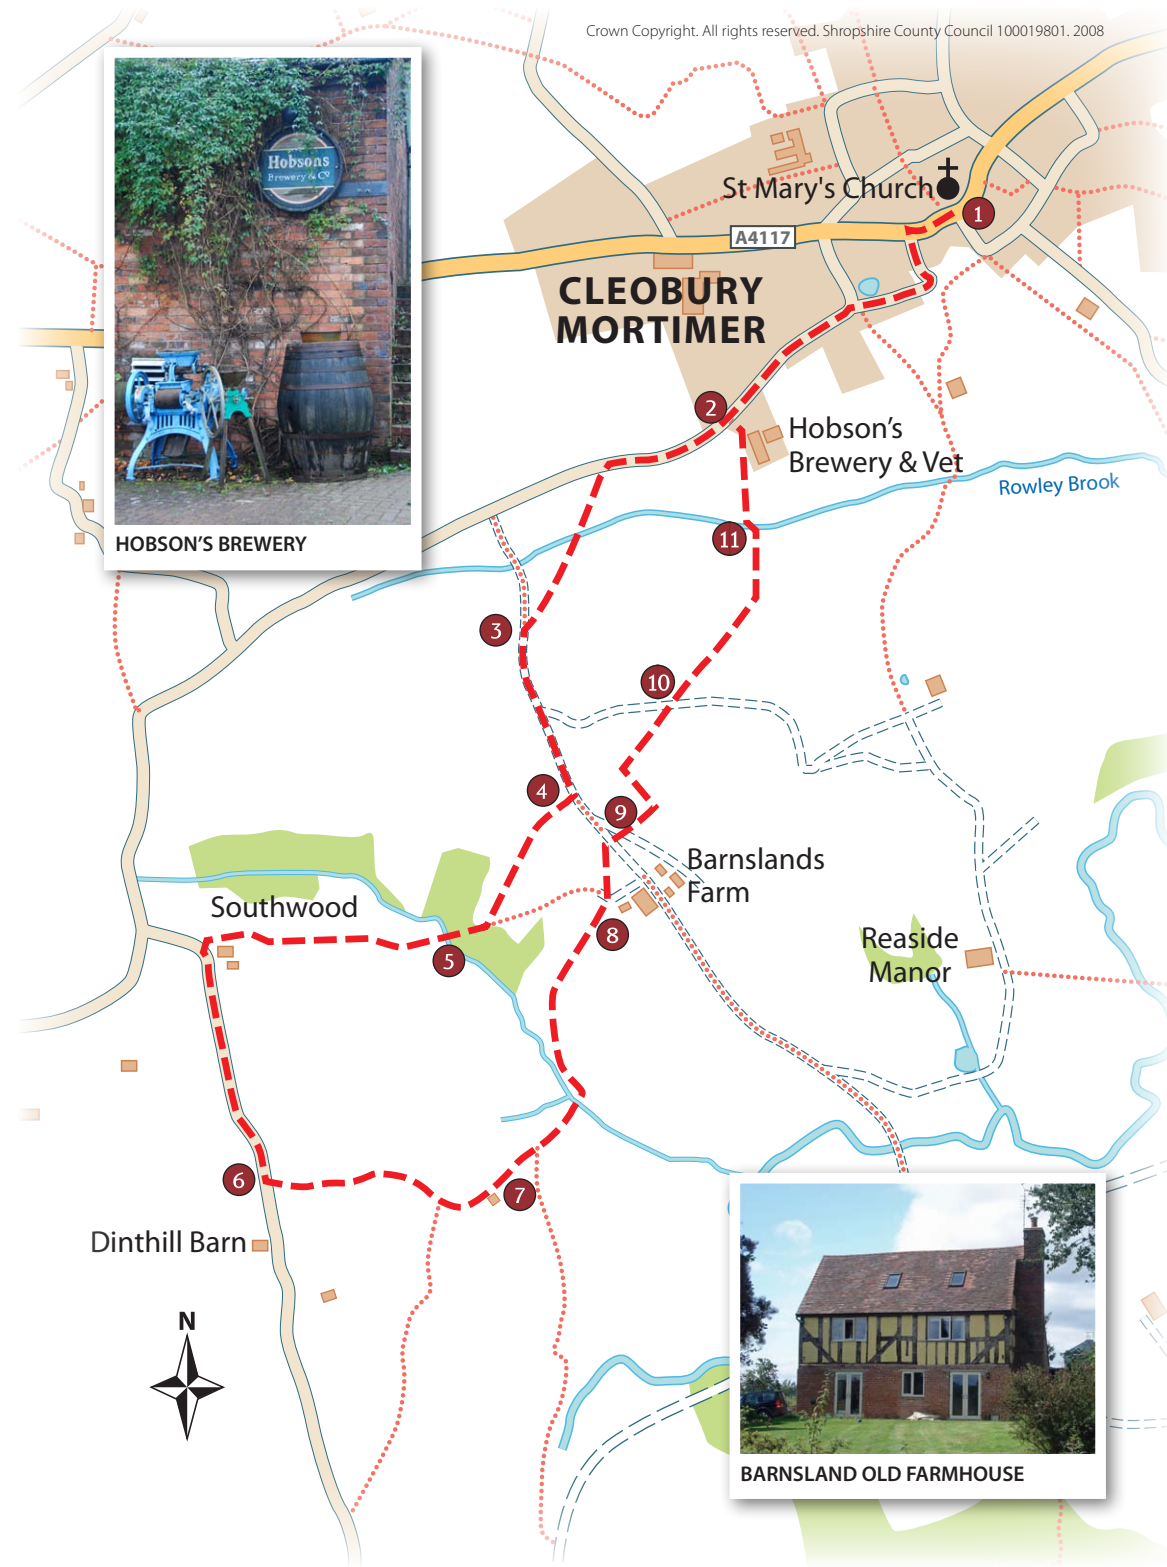 Crown Copyright. All rights reserved. Shropshire County Council 100019801. 2008
Hobsons
Brewery & Co
HOBSON'S BREWERY
St Mary's Church
1
A4117
CLEOBURY
MORTIMER
2
Hobson's
Brewery & Vet
Rowley Brook
11
3
10
4
9
Barnslands
Farm
Southwood
8
5
Reaside
Manor
6
7
Dinthill Barn
N
BARNSLAND OLD FARMHOUSE